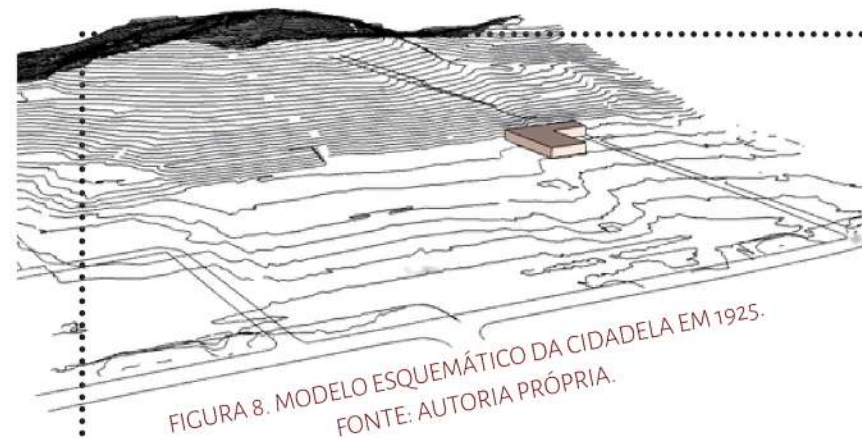 FIGURA 8. MODELO ESQUEMÁTICO DA CIDADELA EM 1925.
FONTE: AUTORIA PRÓPRIA.